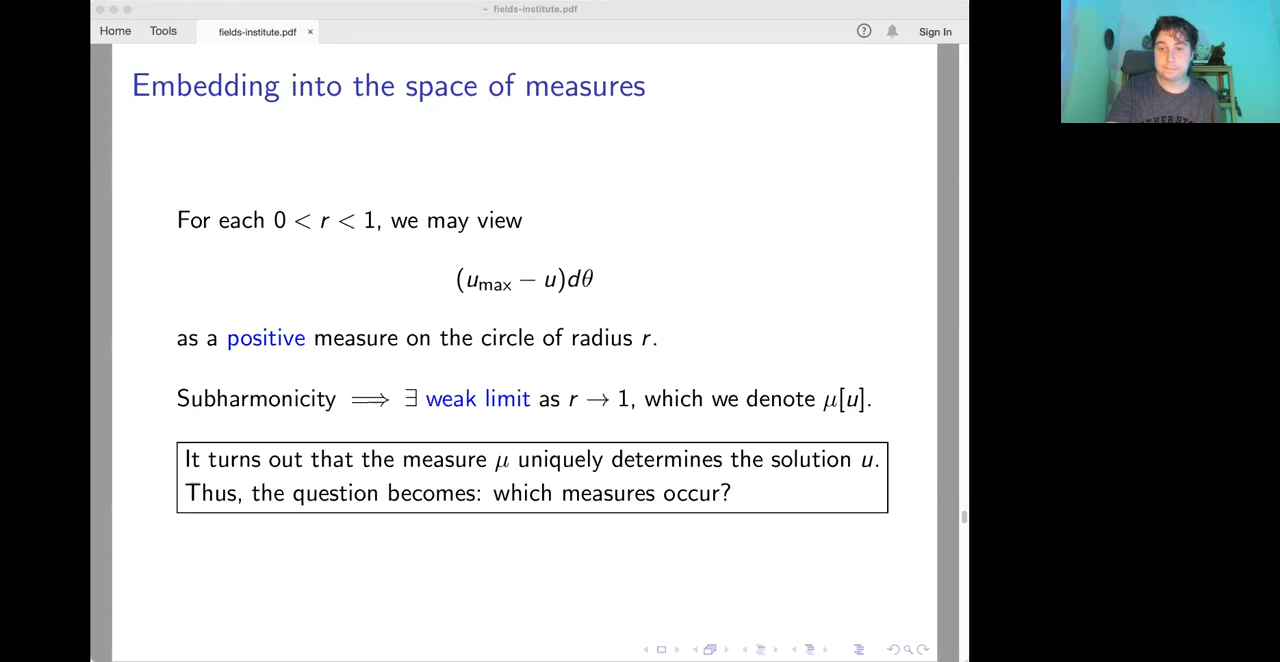 fields-institute.pdf
Home Tools fields-institute.pdf × ? Sign In
Embedding into the space of measures
For each 0 < r < 1, we may view
(u_max − u)dθ
as a positive measure on the circle of radius r.
Subharmonicity ⟹ ∃ weak limit as r → 1, which we denote μ[u].
It turns out that the measure μ uniquely determines the solution u.
Thus, the question becomes: which measures occur?